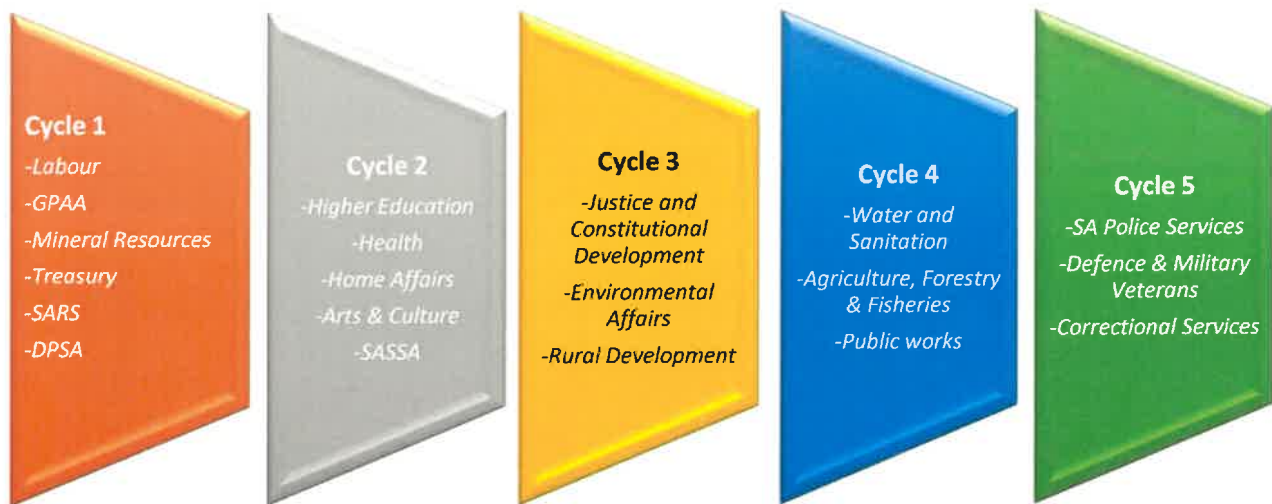 Cycle 1
-Labour
-GPAA
-Mineral Resources
-Treasury
-SARS
-DPSA
Cycle 2
-Higher Education
-Health
-Home Affairs
-Arts & Culture
-SASSA
Cycle 3
-Justice and
Constitutional
Development
-Environmental
Affairs
-Rural Development
Cycle 4
-Water and
Sanitation
-Agriculture, Forestry
& Fisheries
-Public works
Cycle 5
-SA Police Services
-Defence & Military
Veterans
-Correctional Services